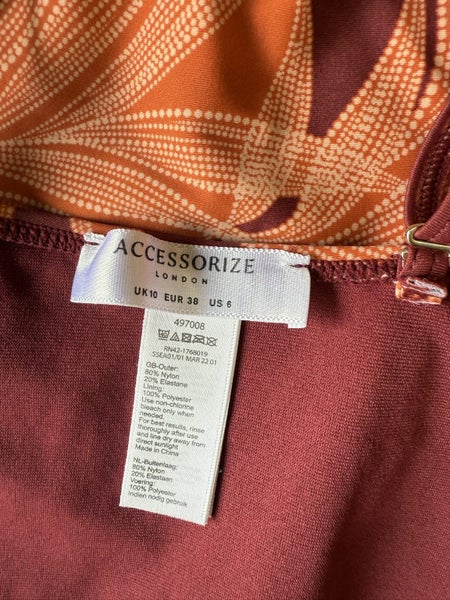 ACCESSORIZE
LONDON
UK10 EUR 38 US 6
497008
RN42-1768019
SSEA01/01 MAR 22 01
GB-Outer:
80% Nylon
20% Elastane
Lining:
100% Polyester
Use non-chlorine
bleach only when
needed.
For best results, rinse
thoroughly after use
and line dry away from
direct sunlight
Made in China
NL-Buitenlaag:
80% Nylon
20% Elastaan
Voering:
100% Polyester
Indien nodig gebruik